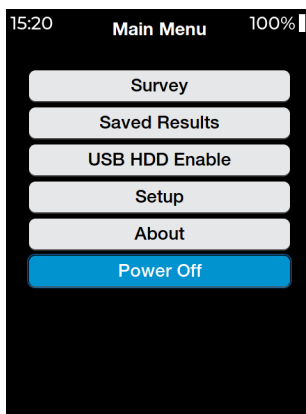 15:20 Main Menu 100%
Survey
Saved Results
USB HDD Enable
Setup
About
Power Off